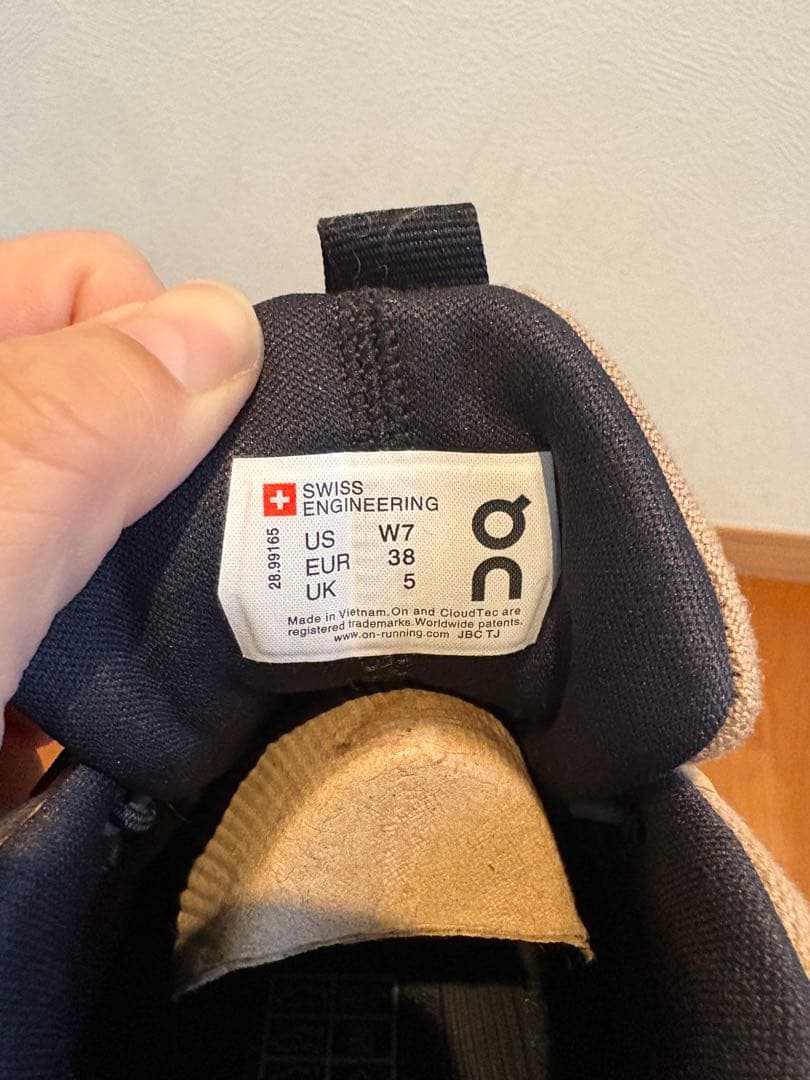 SWISS
ENGINEERING
28.99165
US W7
EUR 38
UK 5
Made in Vietnam. On and CloudTec are
registered trademarks. Worldwide patents.
www.on-running.com JBC TJ